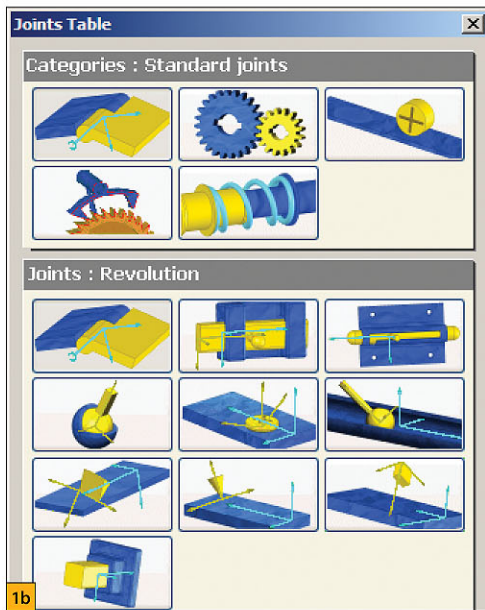 Joints Table
Categories : Standard joints
Joints : Revolution
1b